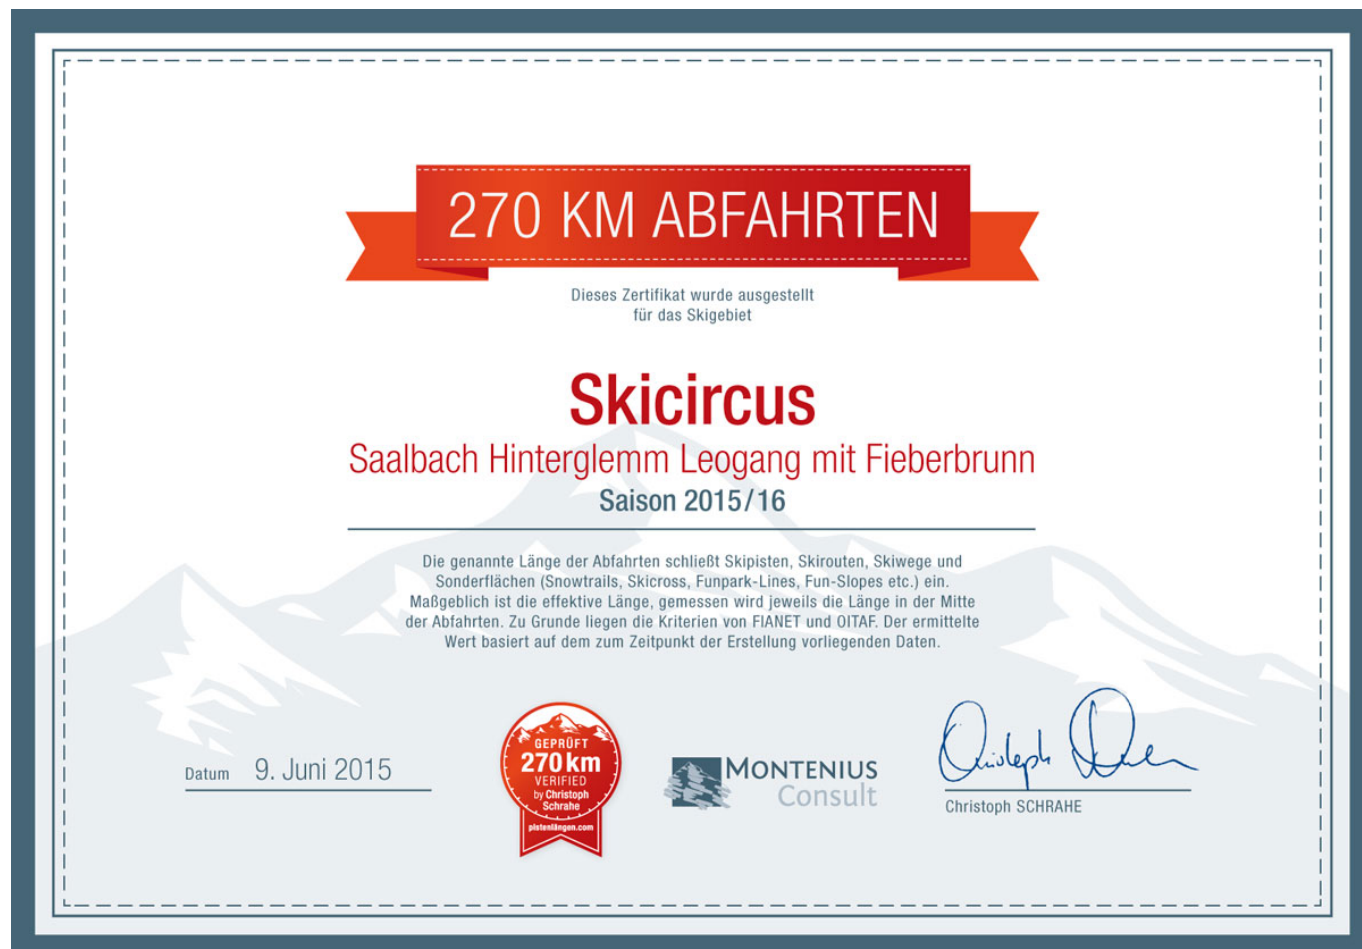 270 KM ABFAHRTEN
Dieses Zertifikat wurde ausgestellt
für das Skigebiet
Skicircus
Saalbach Hinterglemm Leogang mit Fieberbrunn
Saison 2015/16
Die genannte Länge der Abfahrten schließt Skipisten, Skirouten, Skiwege und
Sonderflächen (Snowtrails, Skicross, Funpark-Lines, Fun-Slopes etc.) ein.
Maßgeblich ist die effektive Länge, gemessen wird jeweils die Länge in der Mitte
der Abfahrten. Zu Grunde liegen die Kriterien von FIANET und OITAF. Der ermittelte
Wert basiert auf dem zum Zeitpunkt der Erstellung vorliegenden Daten.
Datum 9. Juni 2015
GEPRÜFT
270 km
VERIFIED
by Christoph
Schrahe
pistenlängen.com
MONTENIUS
Consult
Christoph SCHRAHE